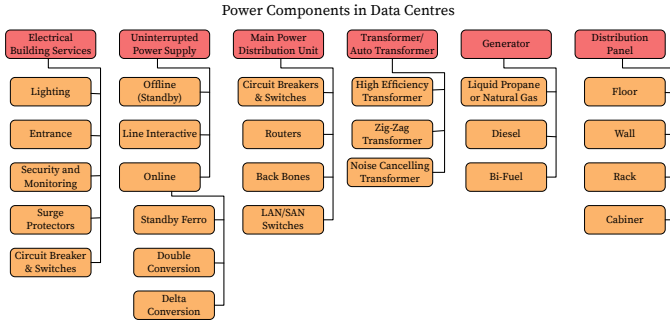 Power Components in Data Centres
Electrical
Building Services
Lighting
Entrance
Security and
Monitoring
Surge
Protectors
Circuit Breaker
& Switches
Uninterrupted
Power Supply
Offline
(Standby)
Line Interactive
Online
Standby Ferro
Double
Conversion
Delta
Conversion
Main Power
Distribution Unit
Circuit Breakers
& Switches
Routers
Back Bones
LAN/SAN
Switches
Transformer/
Auto Transformer
High Efficiency
Transformer
Zig-Zag
Transformer
Noise Cancelling
Transformer
Generator
Liquid Propane
or Natural Gas
Diesel
Bi-Fuel
Distribution
Panel
Floor
Wall
Rack
Cabiner